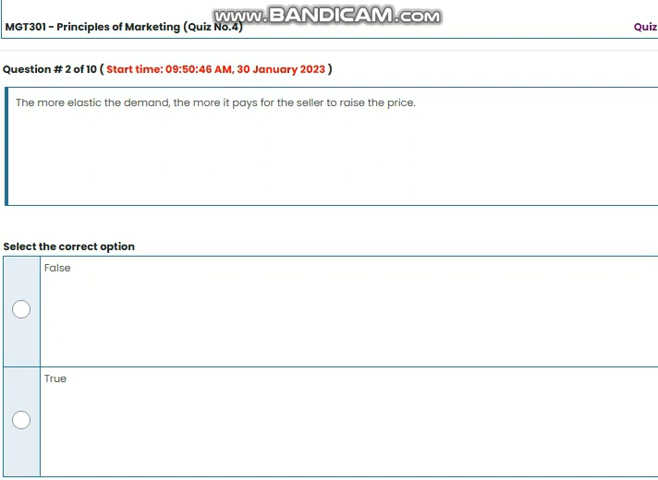 www.BANDICAM.com
MGT301 - Principles of Marketing (Quiz No.4)
Quiz
Question # 2 of 10 ( Start time: 09:50:46 AM, 30 January 2023 )
The more elastic the demand, the more it pays for the seller to raise the price.
Select the correct option
False
True